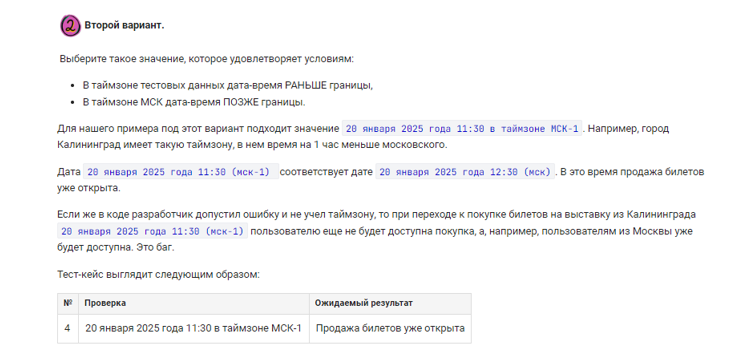 2 Второй вариант.
Выберите такое значение, которое удовлетворяет условиям:
• В таймзоне тестовых данных дата-время РАНЬШЕ границы,
• В таймзоне МСК дата-время ПОЗЖЕ границы.
Для нашего примера под этот вариант подходит значение 20 января 2025 года 11:30 в таймзоне МСК-1. Например, город
Калининград имеет такую таймзону, в нем время на 1 час меньше московского.
Дата 20 января 2025 года 11:30 (мск-1) соответствует дате 20 января 2025 года 12:30 (мск). В это время продажа билетов
уже открыта.
Если же в коде разработчик допустил ошибку и не учел таймзону, то при переходе к покупке билетов на выставку из Калининграда
20 января 2025 года 11:30 (мск-1) пользователю еще не будет доступна покупка, а, например, пользователям из Москвы уже
будет доступна. Это баг.
Тест-кейс выглядит следующим образом:
№ Проверка Ожидаемый результат
4 20 января 2025 года 11:30 в таймзоне МСК-1 Продажа билетов уже открыта